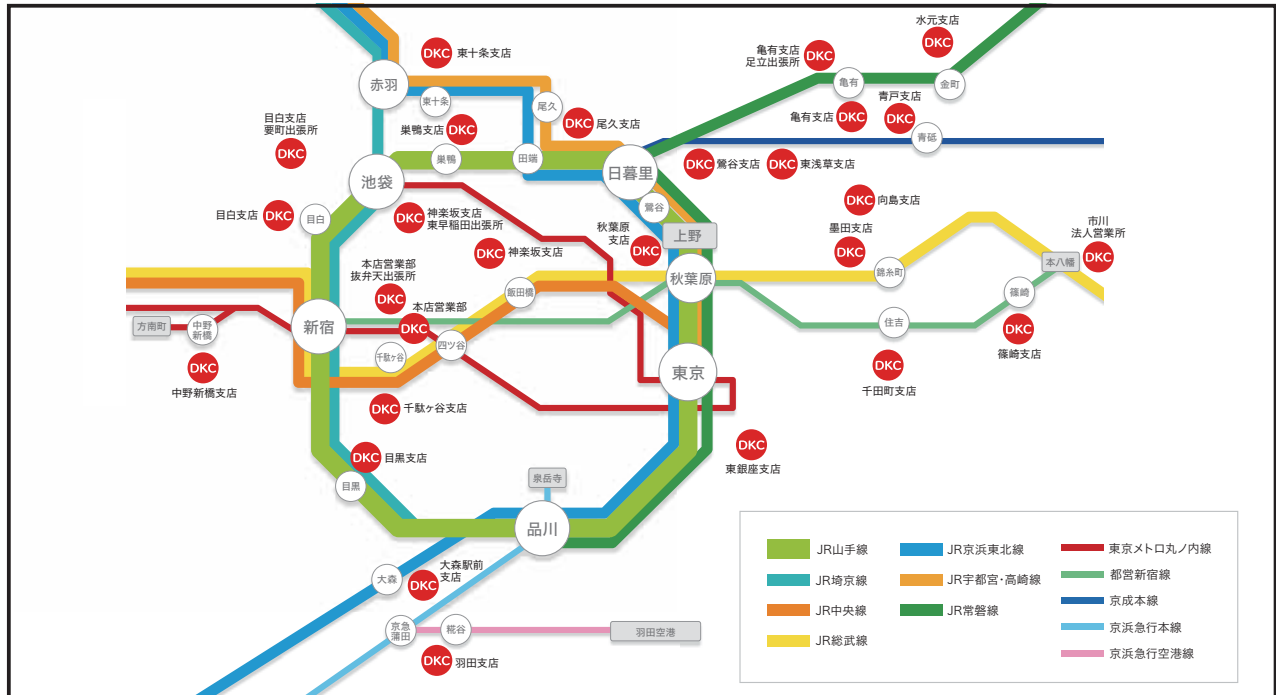 水元支店
DKC
亀有支店
足立出張所
DKC
DKC
東十条支店
赤羽
東十条
尾久
亀有
金町
青戸支店
DKC
亀有支店
DKC
DKC
尾久支店
目白支店
要町出張所
DKC
巣鴨支店
DKC
巣鴨
田端
日暮里
青砥
DKC
鶯谷支店
DKC
東浅草支店
池袋
目白支店
DKC
目白
DKC
神楽坂支店
東早稲田出張所
鶯谷
DKC
向島支店
秋葉原
支店
DKC
上野
墨田支店
DKC
市川
法人営業所
DKC
本八幡
DKC
神楽坂支店
本店営業部
抜弁天出張所
DKC
飯田橋
秋葉原
錦糸町
篠崎
本店営業部
DKC
方南町
中野
新橋
新宿
四ツ谷
千駄ヶ谷
住吉
DKC
篠崎支店
東京
DKC
中野新橋支店
DKC
千田町支店
DKC
千駄ヶ谷支店
DKC
東銀座支店
DKC
目黒支店
目黒
泉岳寺
品川
大森駅前
支店
大森
DKC
京急
蒲田
糀谷
羽田空港
DKC
羽田支店
JR山手線
JR埼京線
JR中央線
JR総武線
JR京浜東北線
JR宇都宮・高崎線
JR常磐線
東京メトロ丸ノ内線
都営新宿線
京成本線
京浜急行本線
京浜急行空港線